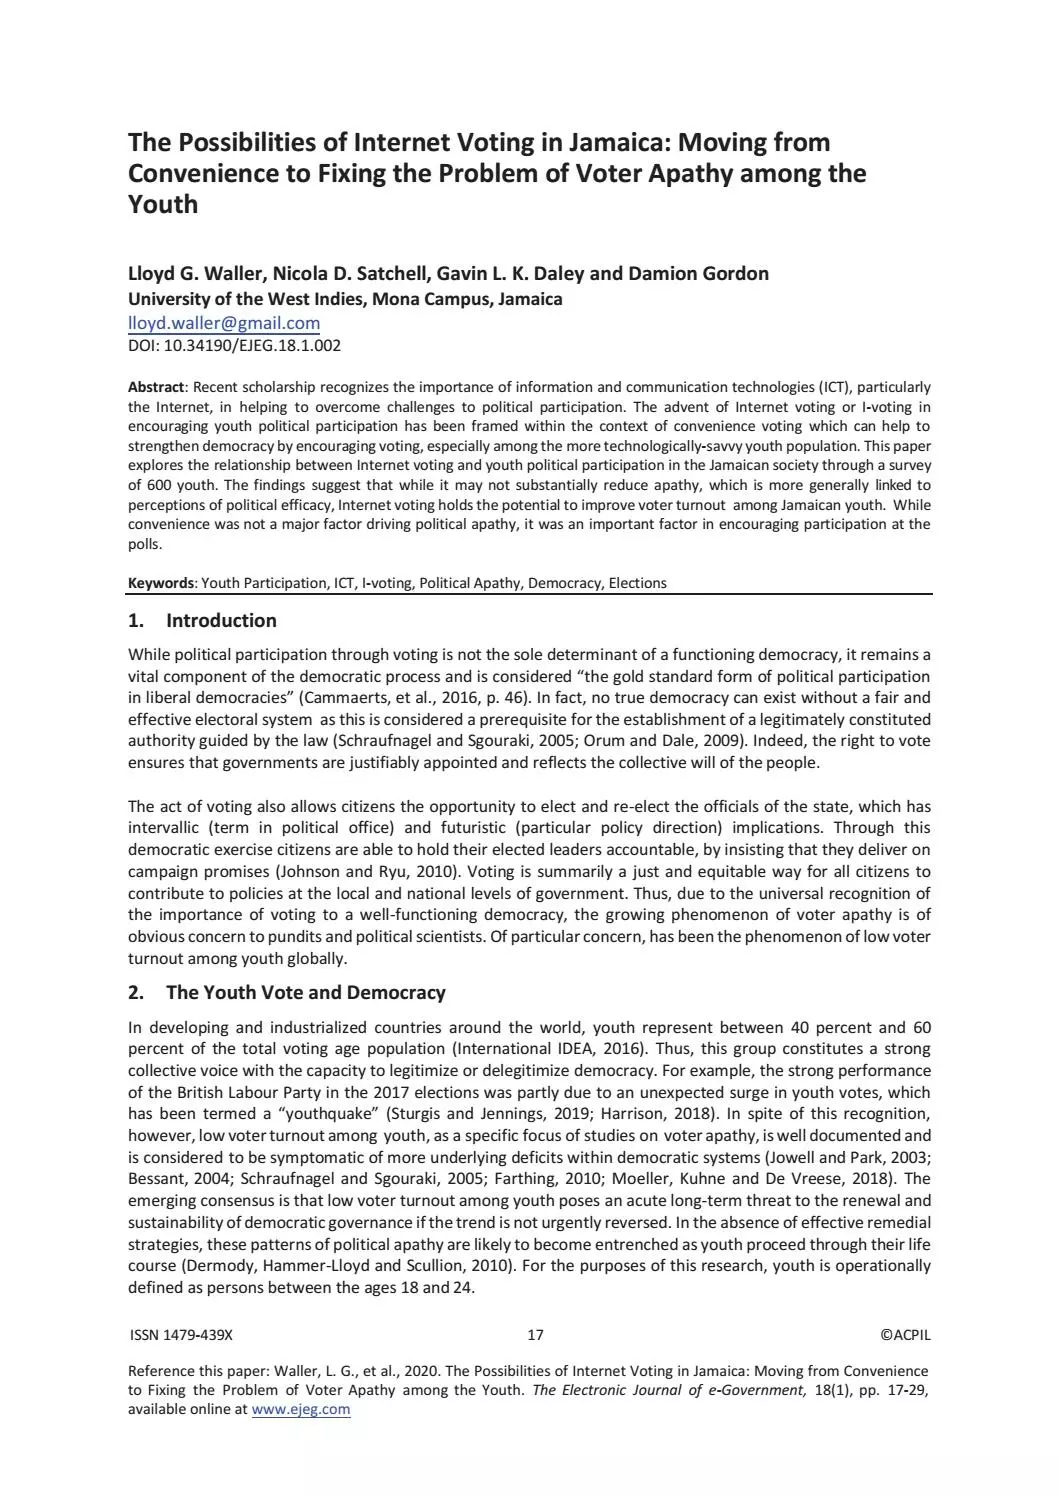 The Possibilities of Internet Voting in Jamaica: Moving from
Convenience to Fixing the Problem of Voter Apathy among the
Youth
Lloyd G. Waller, Nicola D. Satchell, Gavin L. K. Daley and Damion Gordon
University of the West Indies, Mona Campus, Jamaica
lloyd.waller@gmail.com
DOI: 10.34190/EJEG.18.1.002
Abstract: Recent scholarship recognizes the importance of information and communication technologies (ICT), particularly
the Internet, in helping to overcome challenges to political participation. The advent of Internet voting or I-voting in
encouraging youth political participation has been framed within the context of convenience voting which can help to
strengthen democracy by encouraging voting, especially among the more technologically-savvy youth population. This paper
explores the relationship between Internet voting and youth political participation in the Jamaican society through a survey
of 600 youth. The findings suggest that while it may not substantially reduce apathy, which is more generally linked to
perceptions of political efficacy, Internet voting holds the potential to improve voter turnout among Jamaican youth. While
convenience was not a major factor driving political apathy, it was an important factor in encouraging participation at the
polls.
Keywords: Youth Participation, ICT, I-voting, Political Apathy, Democracy, Elections
1. Introduction
While political participation through voting is not the sole determinant of a functioning democracy, it remains a
vital component of the democratic process and is considered “the gold standard form of political participation
in liberal democracies” (Cammaerts, et al., 2016, p. 46). In fact, no true democracy can exist without a fair and
effective electoral system as this is considered a prerequisite for the establishment of a legitimately constituted
authority guided by the law (Schraufnagel and Sgouraki, 2005; Orum and Dale, 2009). Indeed, the right to vote
ensures that governments are justifiably appointed and reflects the collective will of the people.
The act of voting also allows citizens the opportunity to elect and re-elect the officials of the state, which has
intervallic (term in political office) and futuristic (particular policy direction) implications. Through this
democratic exercise citizens are able to hold their elected leaders accountable, by insisting that they deliver on
campaign promises (Johnson and Ryu, 2010). Voting is summarily a just and equitable way for all citizens to
contribute to policies at the local and national levels of government. Thus, due to the universal recognition of
the importance of voting to a well-functioning democracy, the growing phenomenon of voter apathy is of
obvious concern to pundits and political scientists. Of particular concern, has been the phenomenon of low voter
turnout among youth globally.
2. The Youth Vote and Democracy
In developing and industrialized countries around the world, youth represent between 40 percent and 60
percent of the total voting age population (International IDEA, 2016). Thus, this group constitutes a strong
collective voice with the capacity to legitimize or delegitimize democracy. For example, the strong performance
of the British Labour Party in the 2017 elections was partly due to an unexpected surge in youth votes, which
has been termed a “youthquake” (Sturgis and Jennings, 2019; Harrison, 2018). In spite of this recognition,
however, low voter turnout among youth, as a specific focus of studies on voter apathy, is well documented and
is considered to be symptomatic of more underlying deficits within democratic systems (Jowell and Park, 2003;
Bessant, 2004; Schraufnagel and Sgouraki, 2005; Farthing, 2010; Moeller, Kuhne and De Vreese, 2018). The
emerging consensus is that low voter turnout among youth poses an acute long-term threat to the renewal and
sustainability of democratic governance if the trend is not urgently reversed. In the absence of effective remedial
strategies, these patterns of political apathy are likely to become entrenched as youth proceed through their life
course (Dermody, Hammer-Lloyd and Scullion, 2010). For the purposes of this research, youth is operationally
defined as persons between the ages 18 and 24.
ISSN 1479-439X 17 ©ACPIL
Reference this paper: Waller, L. G., et al., 2020. The Possibilities of Internet Voting in Jamaica: Moving from Convenience
to Fixing the Problem of Voter Apathy among the Youth. The Electronic Journal of e-Government, 18(1), pp. 17-29,
available online at www.ejeg.com